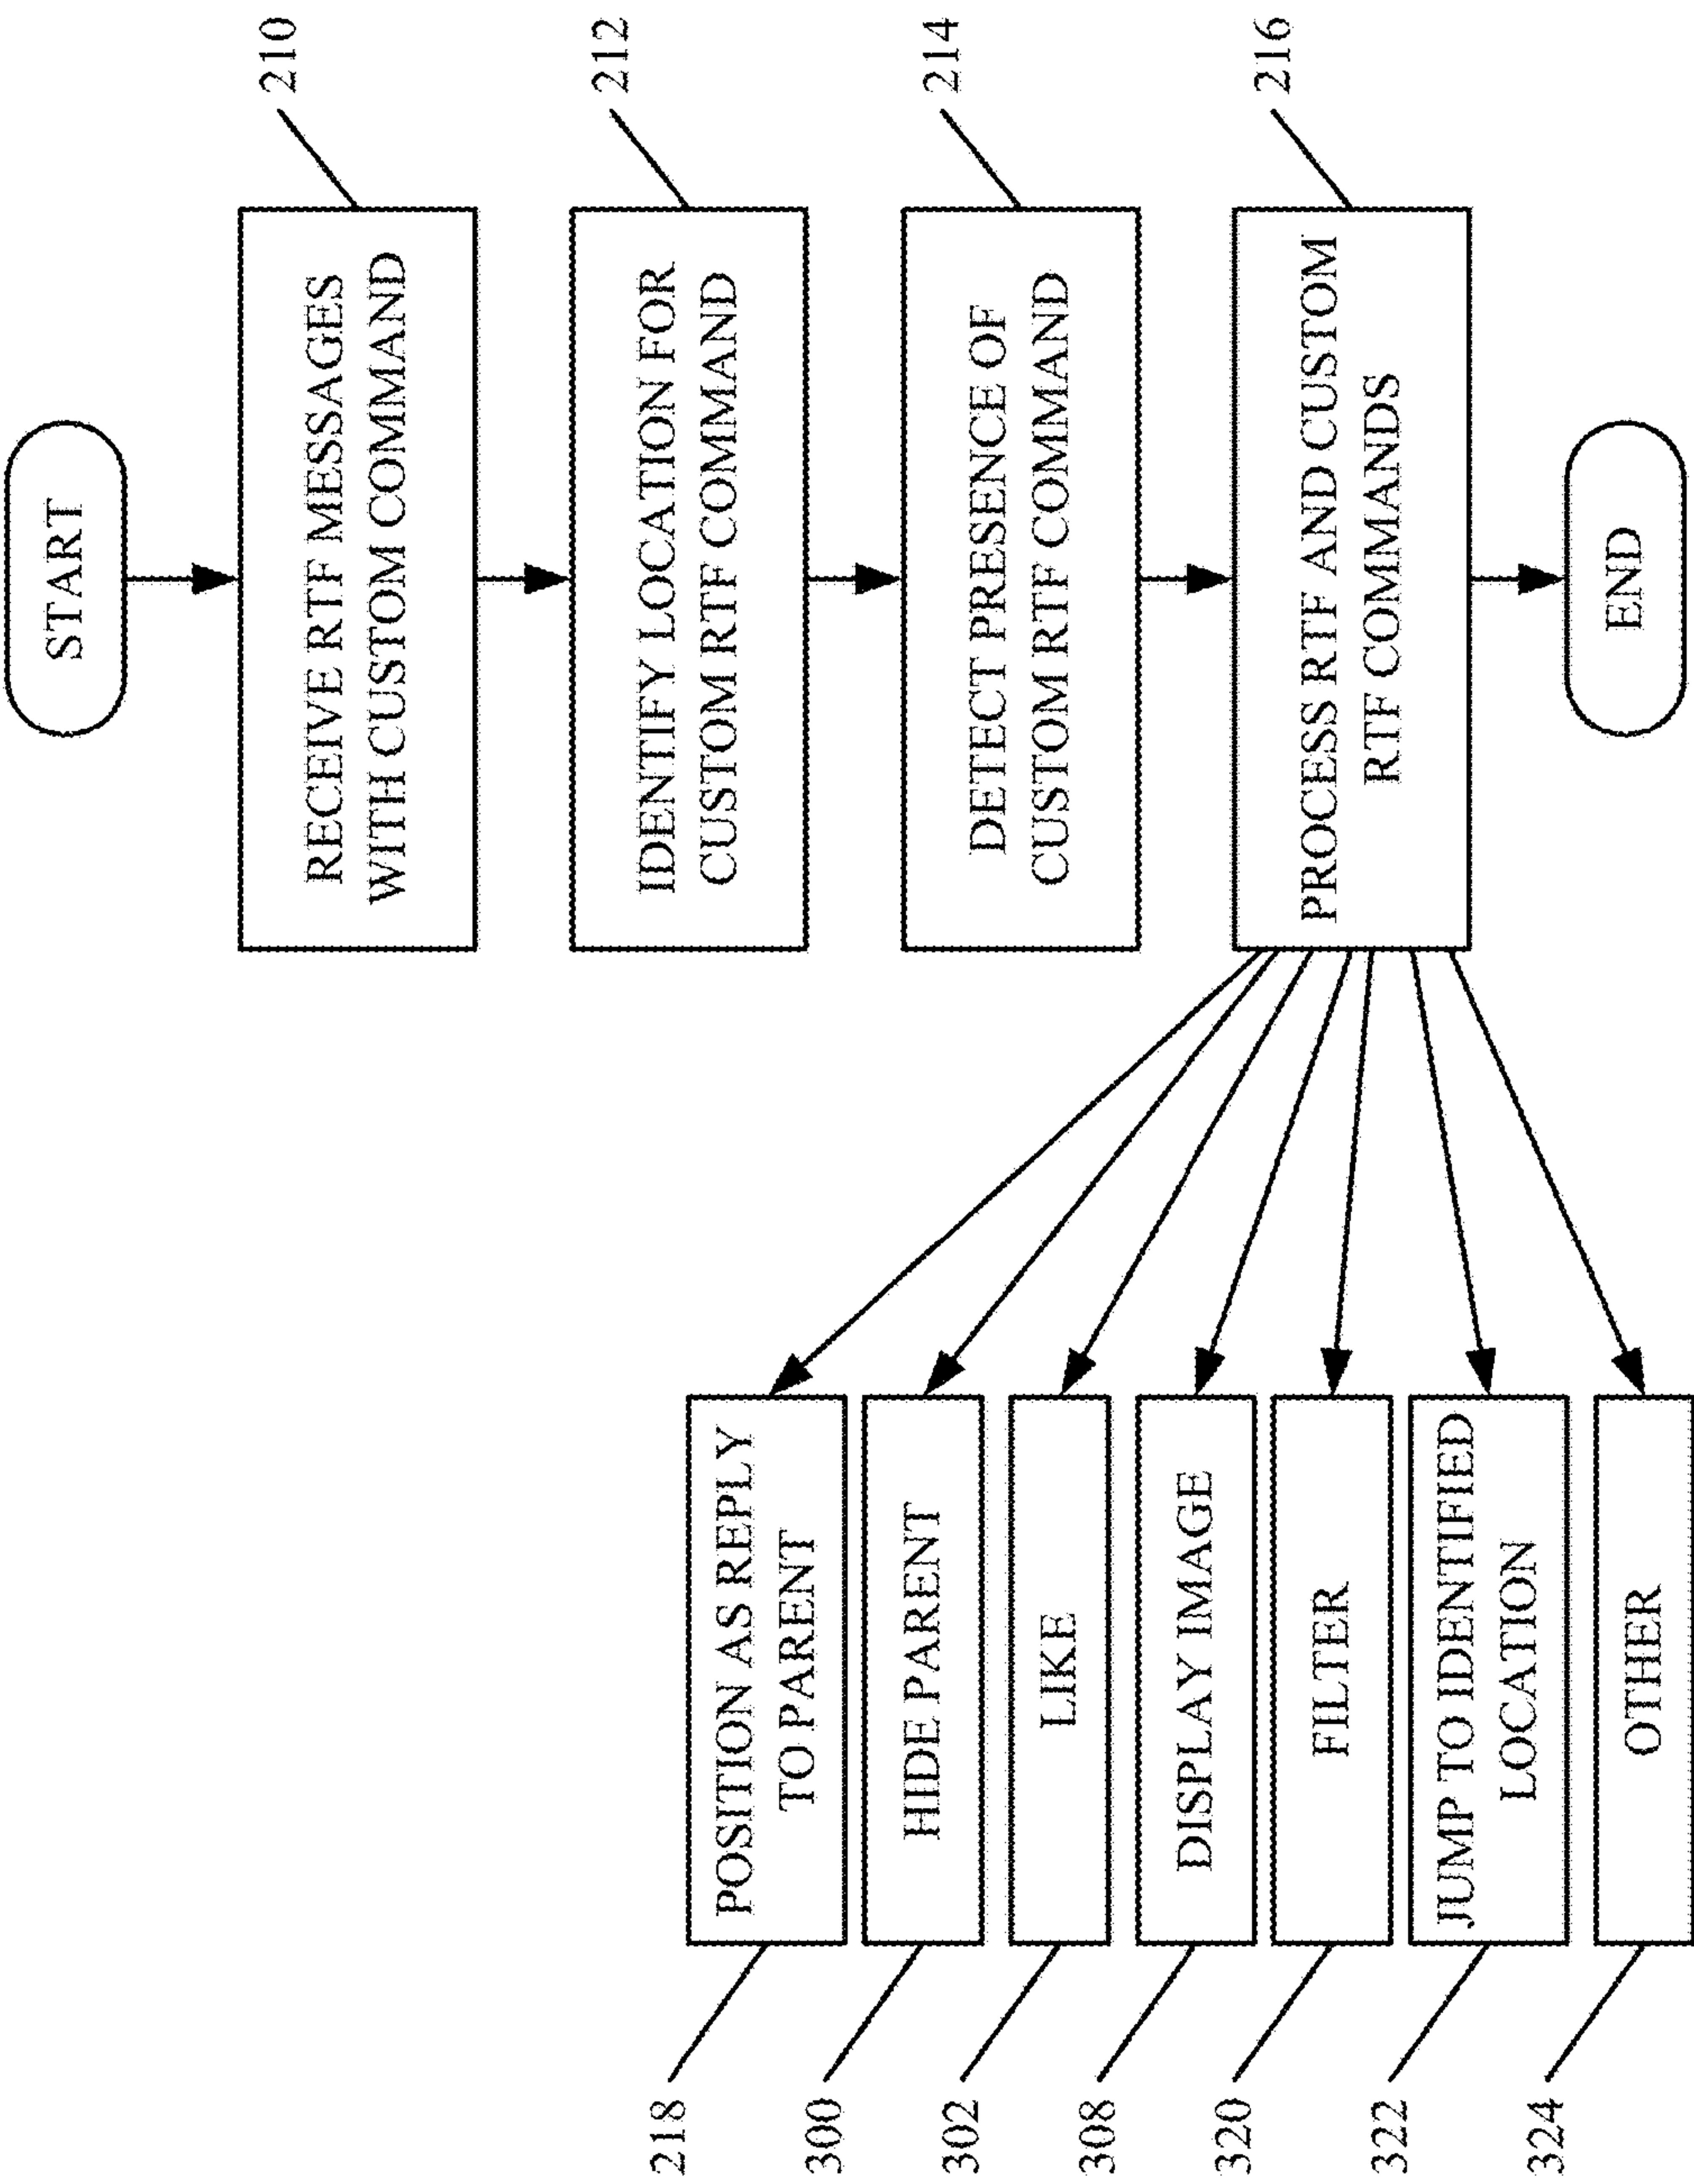 START
210
RECEIVE RTF MESSAGES
WITH CUSTOM COMMAND
212
IDENTIFY LOCATION FOR
CUSTOM RTF COMMAND
214
DETECT PRESENCE OF
CUSTOM RTF COMMAND
216
PROCESS RTF AND CUSTOM
RTF COMMANDS
END
218
POSITION AS REPLY
TO PARENT
300
HIDE PARENT
302
LIKE
308
DISPLAY IMAGE
320
FILTER
322
JUMP TO IDENTIFIED
LOCATION
324
OTHER